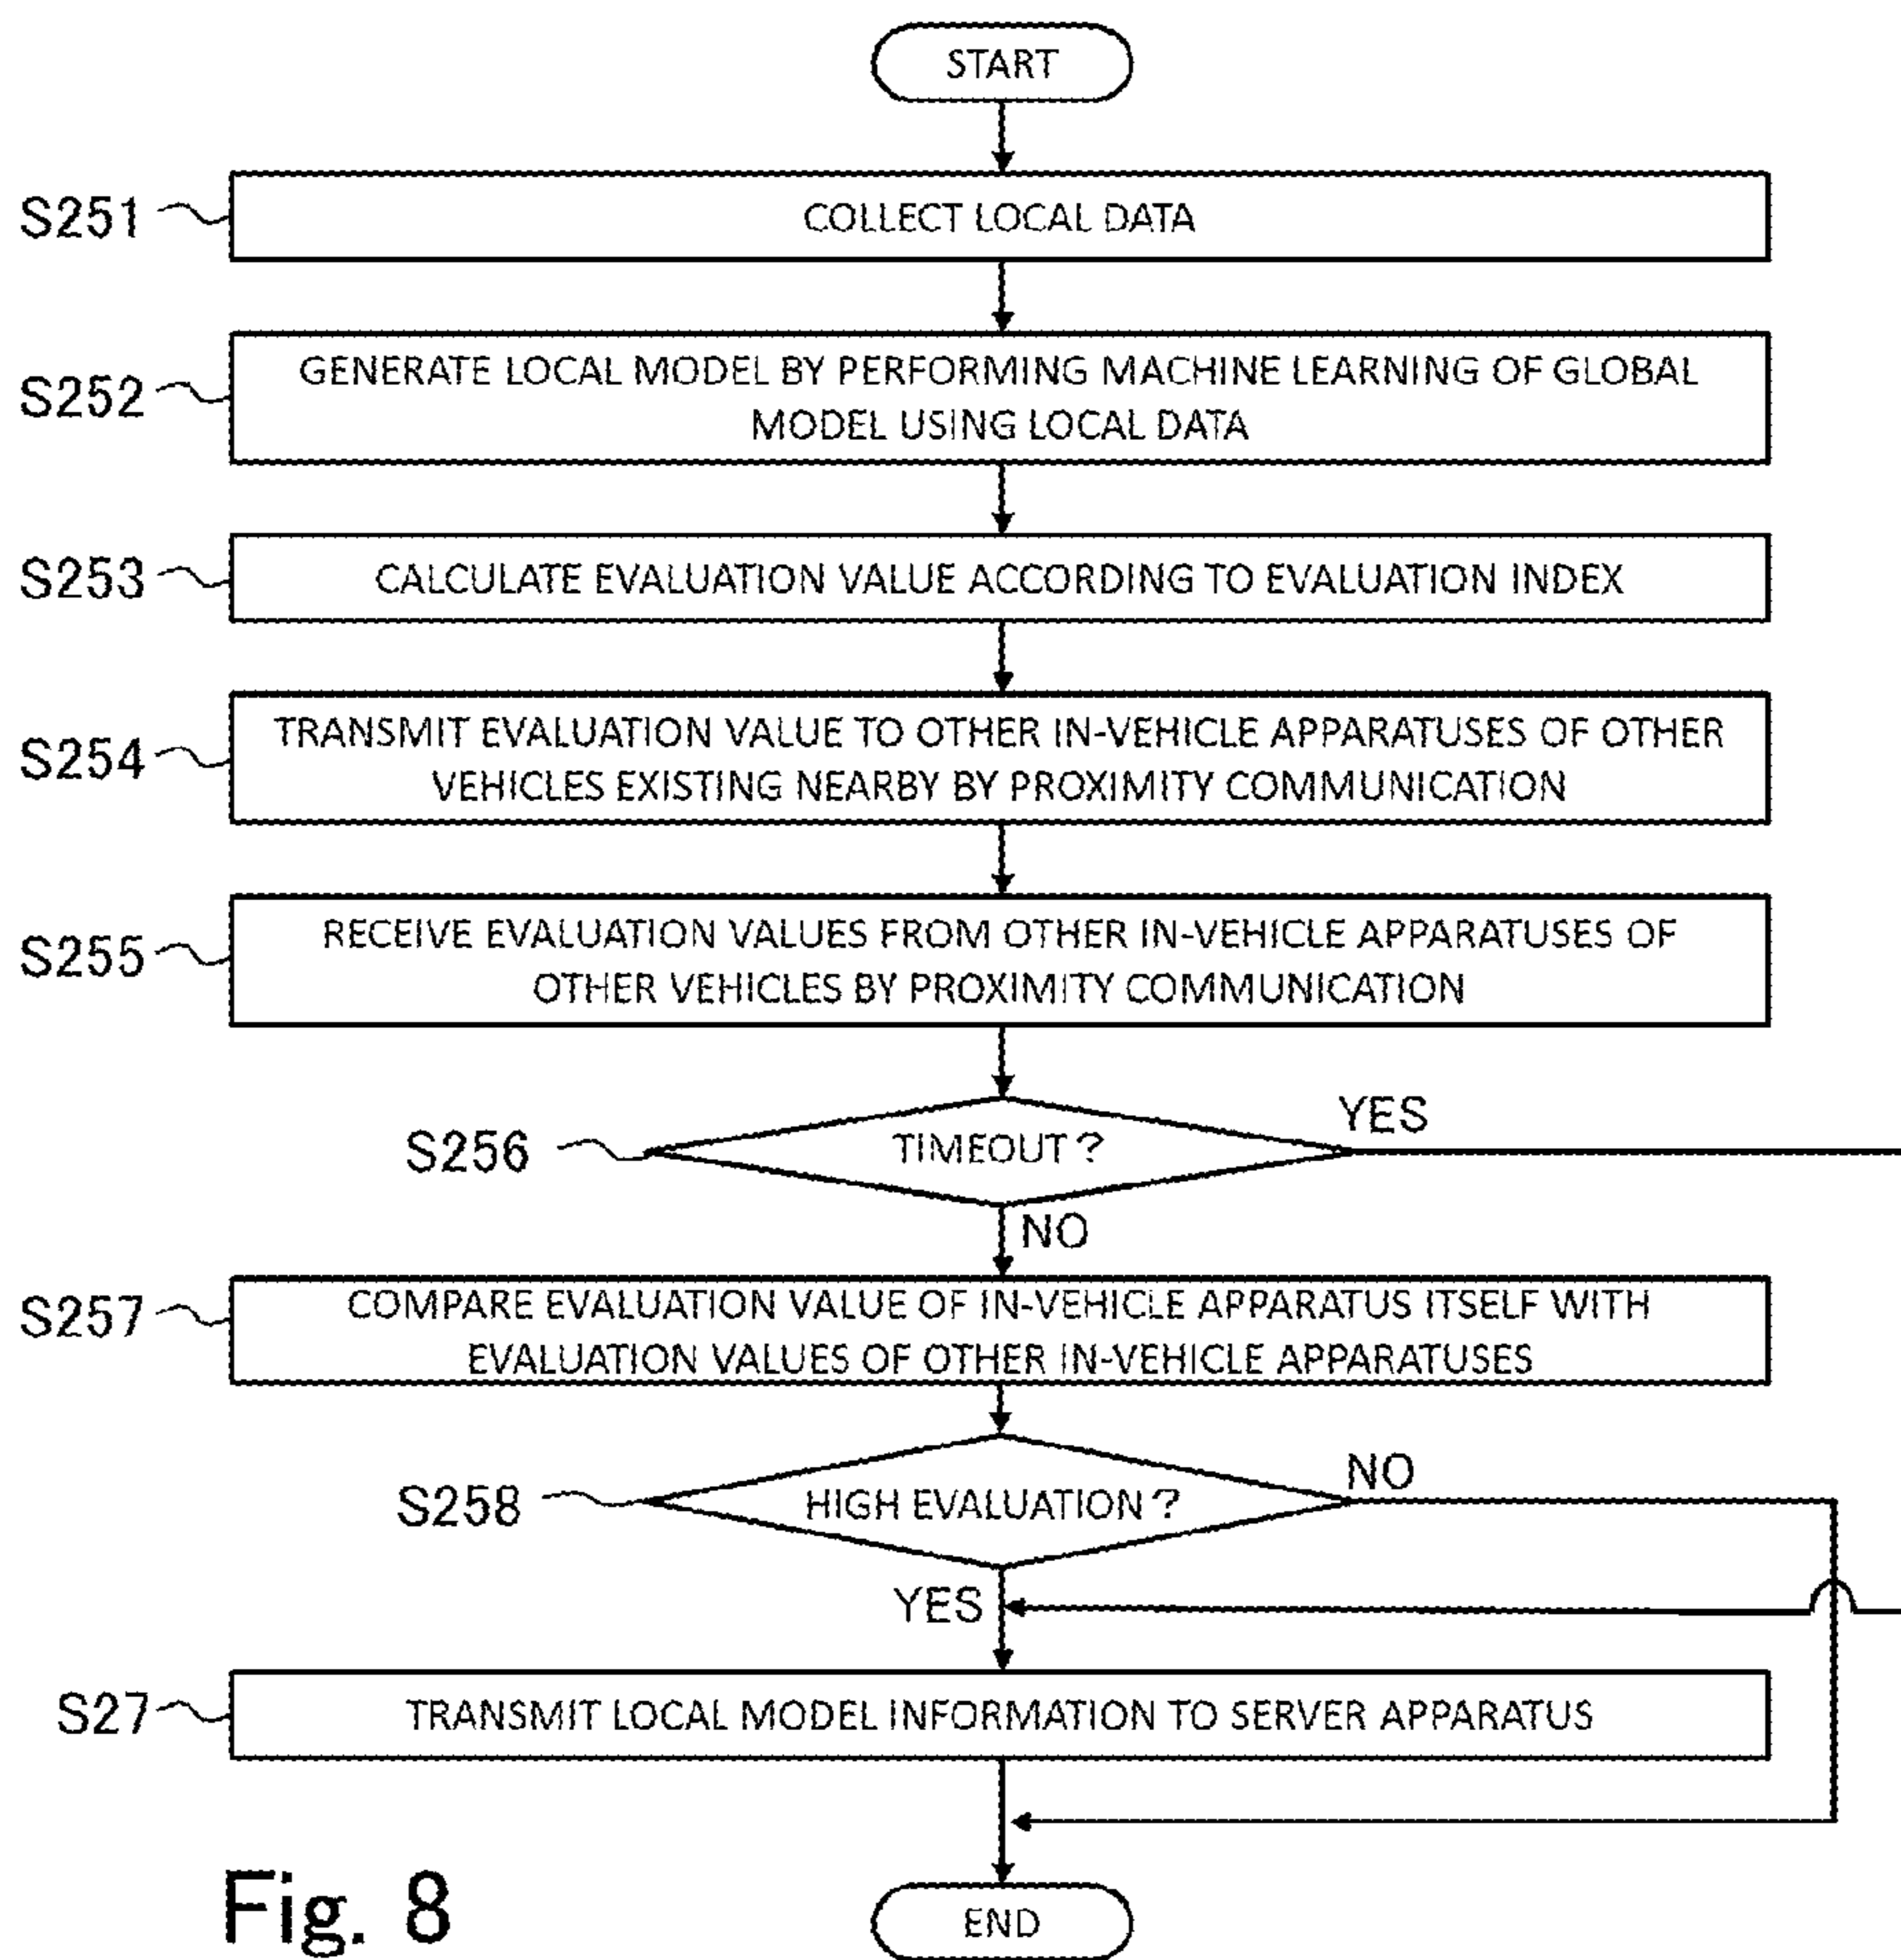 START
S251
COLLECT LOCAL DATA
S252
GENERATE LOCAL MODEL BY PERFORMING MACHINE LEARNING OF GLOBAL
MODEL USING LOCAL DATA
S253
CALCULATE EVALUATION VALUE ACCORDING TO EVALUATION INDEX
S254
TRANSMIT EVALUATION VALUE TO OTHER IN-VEHICLE APPARATUSES OF OTHER
VEHICLES EXISTING NEARBY BY PROXIMITY COMMUNICATION
S255
RECEIVE EVALUATION VALUES FROM OTHER IN-VEHICLE APPARATUSES OF
OTHER VEHICLES BY PROXIMITY COMMUNICATION
S256
TIMEOUT?
YES
NO
S257
COMPARE EVALUATION VALUE OF IN-VEHICLE APPARATUS ITSELF WITH
EVALUATION VALUES OF OTHER IN-VEHICLE APPARATUSES
S258
HIGH EVALUATION?
NO
YES
S27
TRANSMIT LOCAL MODEL INFORMATION TO SERVER APPARATUS
END
Fig. 8